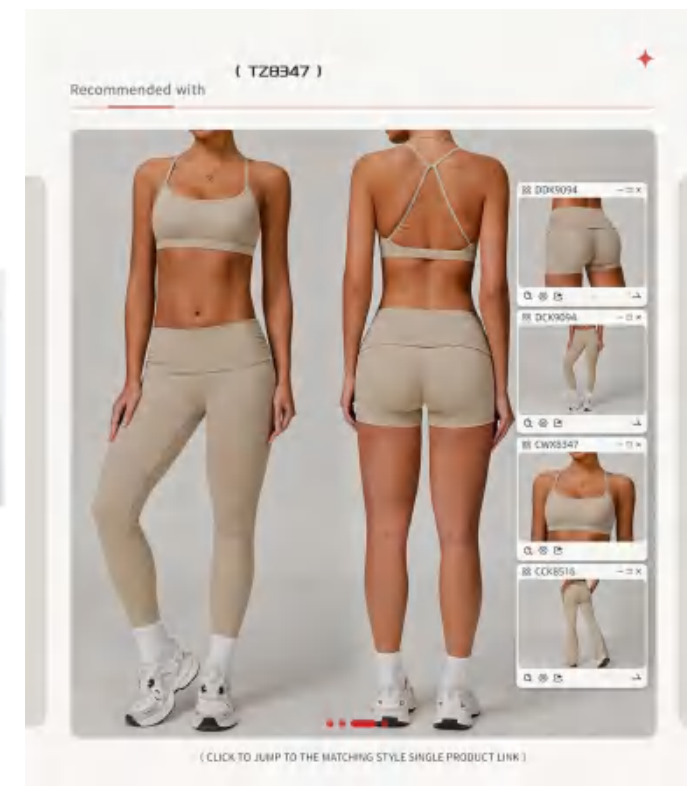 ( TZ8347 )
Recommended with
DDK9094
DCK9094
CWX8347
CCK8516
( CLICK TO JUMP TO THE MATCHING STYLE SINGLE PRODUCT LINK )